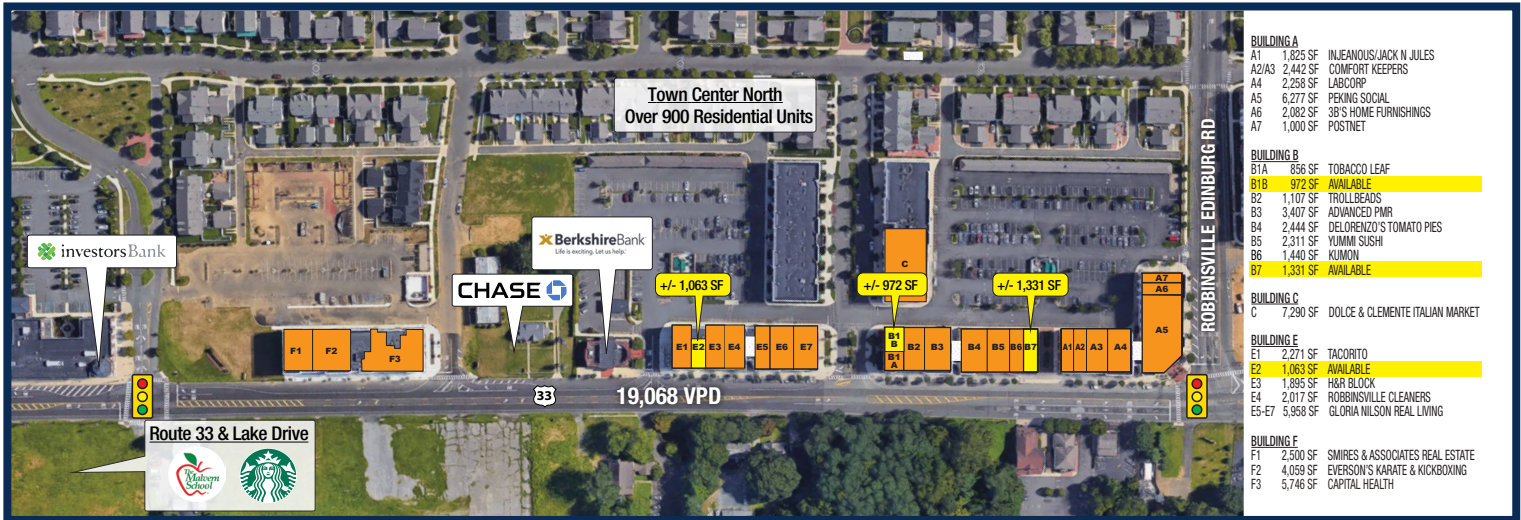 Town Center North
Over 900 Residential Units
investorsBank
BerkshireBank
Life is exciting. Let us help.
CHASE
+/- 1,063 SF
+/- 972 SF
+/- 1,331 SF
C
A7
A6
A5
F1 F2 F3
E1 E2 E3 E4 E5 E6 E7
B1
B
B1
A
B2 B3 B4 B5 B6 B7 A1 A2 A3 A4
33
19,068 VPD
ROBBINSVILLE EDINBURG RD
Route 33 & Lake Drive
The
Malvern
School
BUILDING A
A1 1,825 SF INJEANOUS/JACK N JULES
A2/A3 2,442 SF COMFORT KEEPERS
A4 2,258 SF LABCORP
A5 6,277 SF PEKING SOCIAL
A6 2,082 SF 3B'S HOME FURNISHINGS
A7 1,000 SF POSTNET
BUILDING B
B1A 856 SF TOBACCO LEAF
B1B 972 SF AVAILABLE
B2 1,107 SF TROLLBEADS
B3 3,407 SF ADVANCED PMR
B4 2,444 SF DELORENZO'S TOMATO PIES
B5 2,311 SF YUMMI SUSHI
B6 1,440 SF KUMON
B7 1,331 SF AVAILABLE
BUILDING C
C 7,290 SF DOLCE & CLEMENTE ITALIAN MARKET
BUILDING E
E1 2,271 SF TACORITO
E2 1,063 SF AVAILABLE
E3 1,895 SF H&R BLOCK
E4 2,017 SF ROBBINSVILLE CLEANERS
E5-E7 5,958 SF GLORIA NILSON REAL LIVING
BUILDING F
F1 2,500 SF SMIRES & ASSOCIATES REAL ESTATE
F2 4,059 SF EVERSON'S KARATE & KICKBOXING
F3 5,746 SF CAPITAL HEALTH